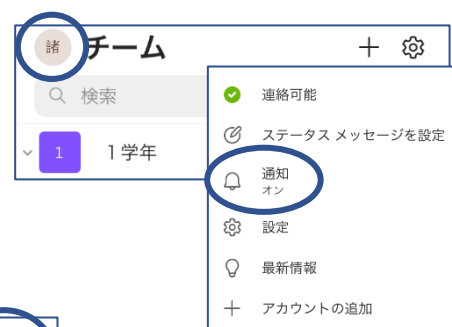 諸 チーム
検索
1 1学年
連絡可能
ステータス メッセージを設定
通知
オン
設定
最新情報
アカウントの追加